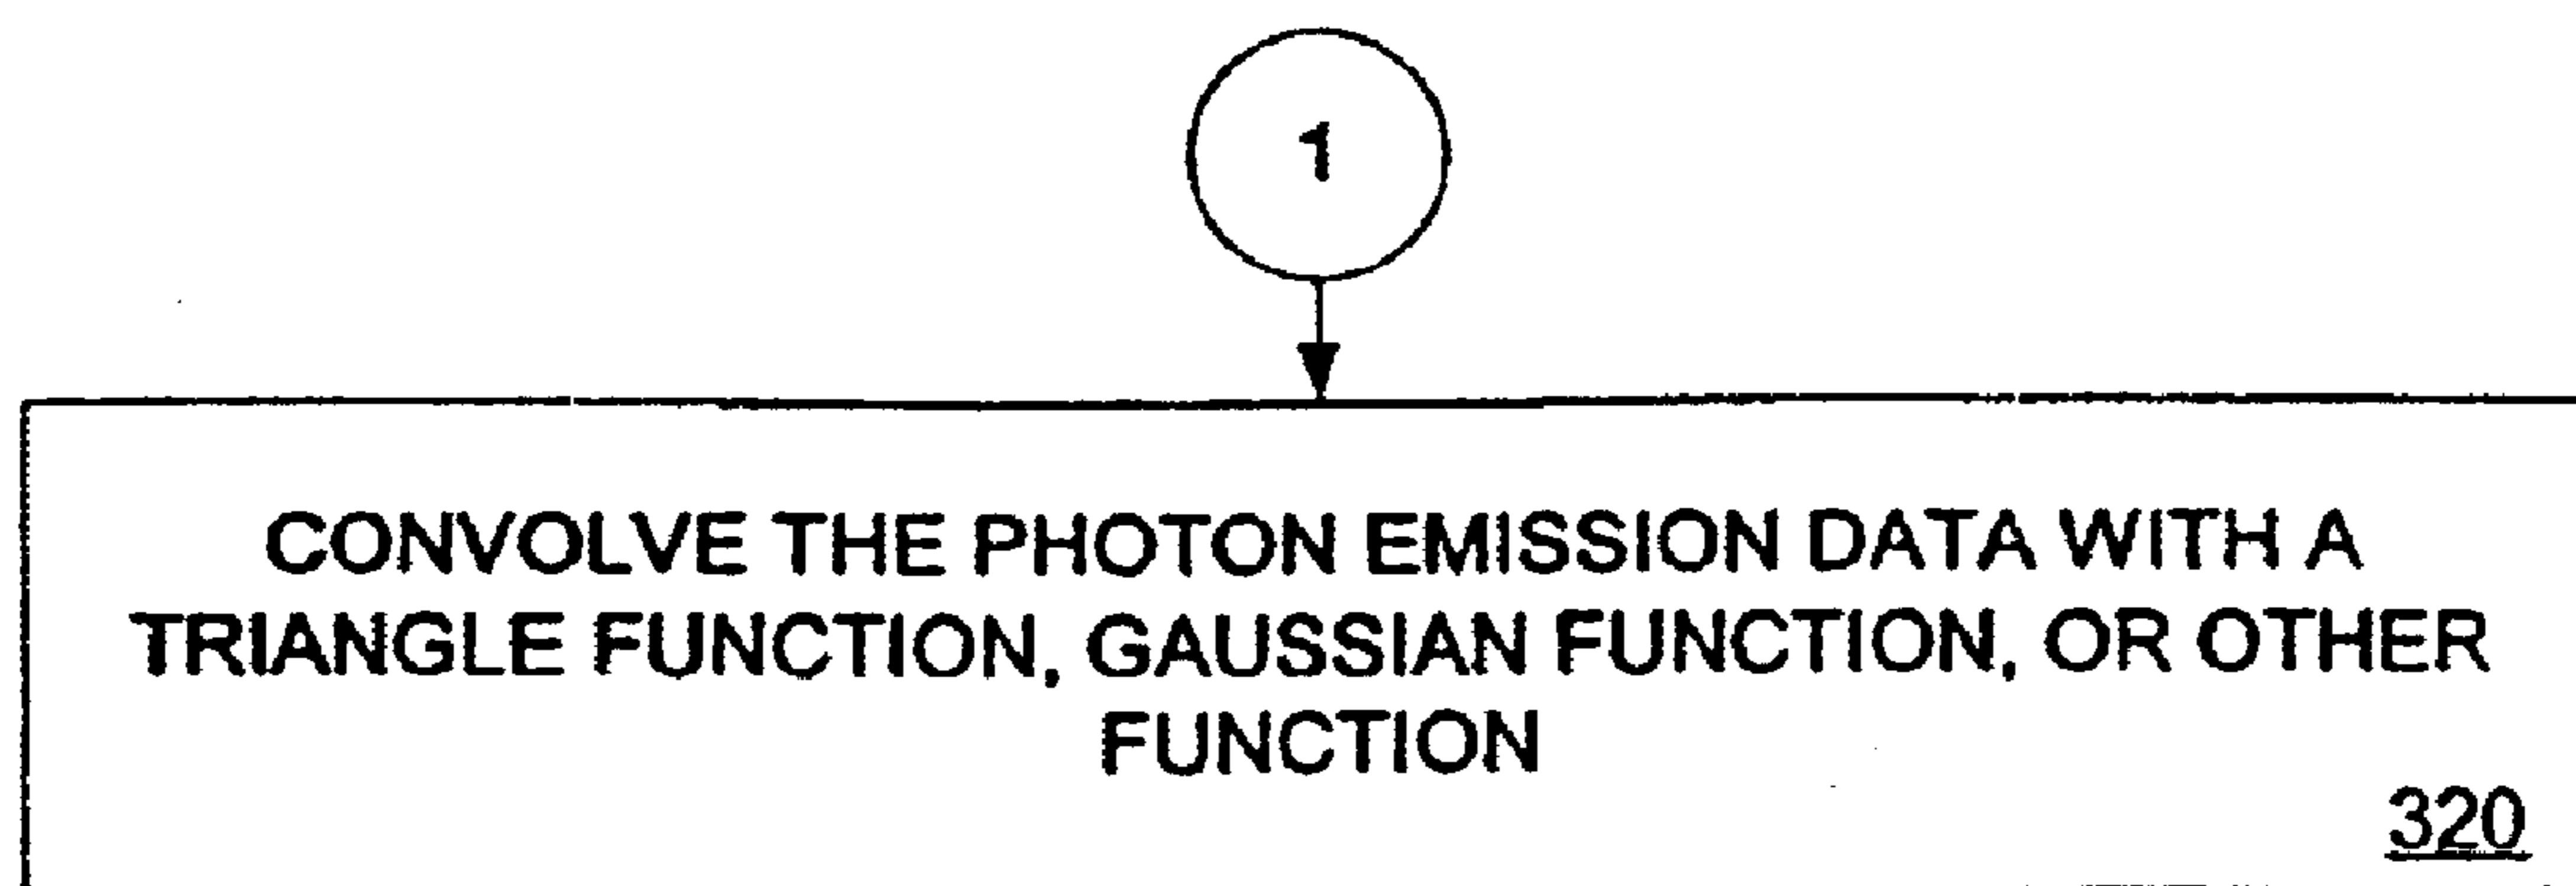 1
CONVOLVE THE PHOTON EMISSION DATA WITH A
TRIANGLE FUNCTION, GAUSSIAN FUNCTION, OR OTHER
FUNCTION
320